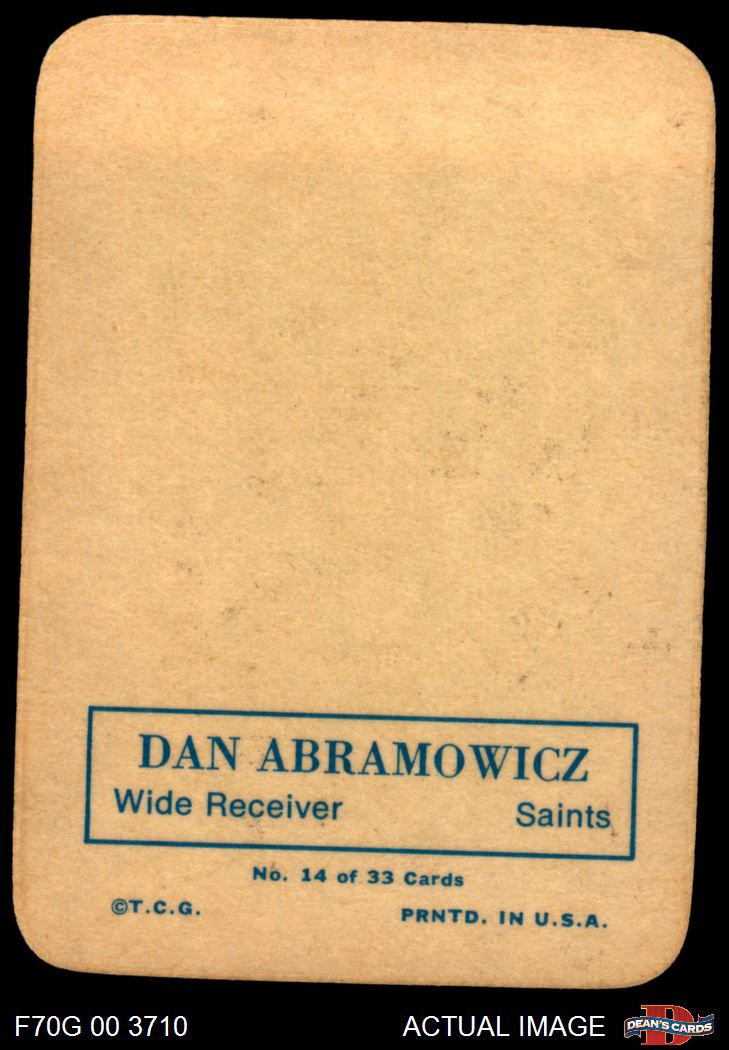 DAN ABRAMOWICZ
Wide Receiver Saints
No. 14 of 33 Cards
©T.C.G. PRNTD. IN U.S.A.
F70G 00 3710 ACTUAL IMAGE D DEAN'S CARDS